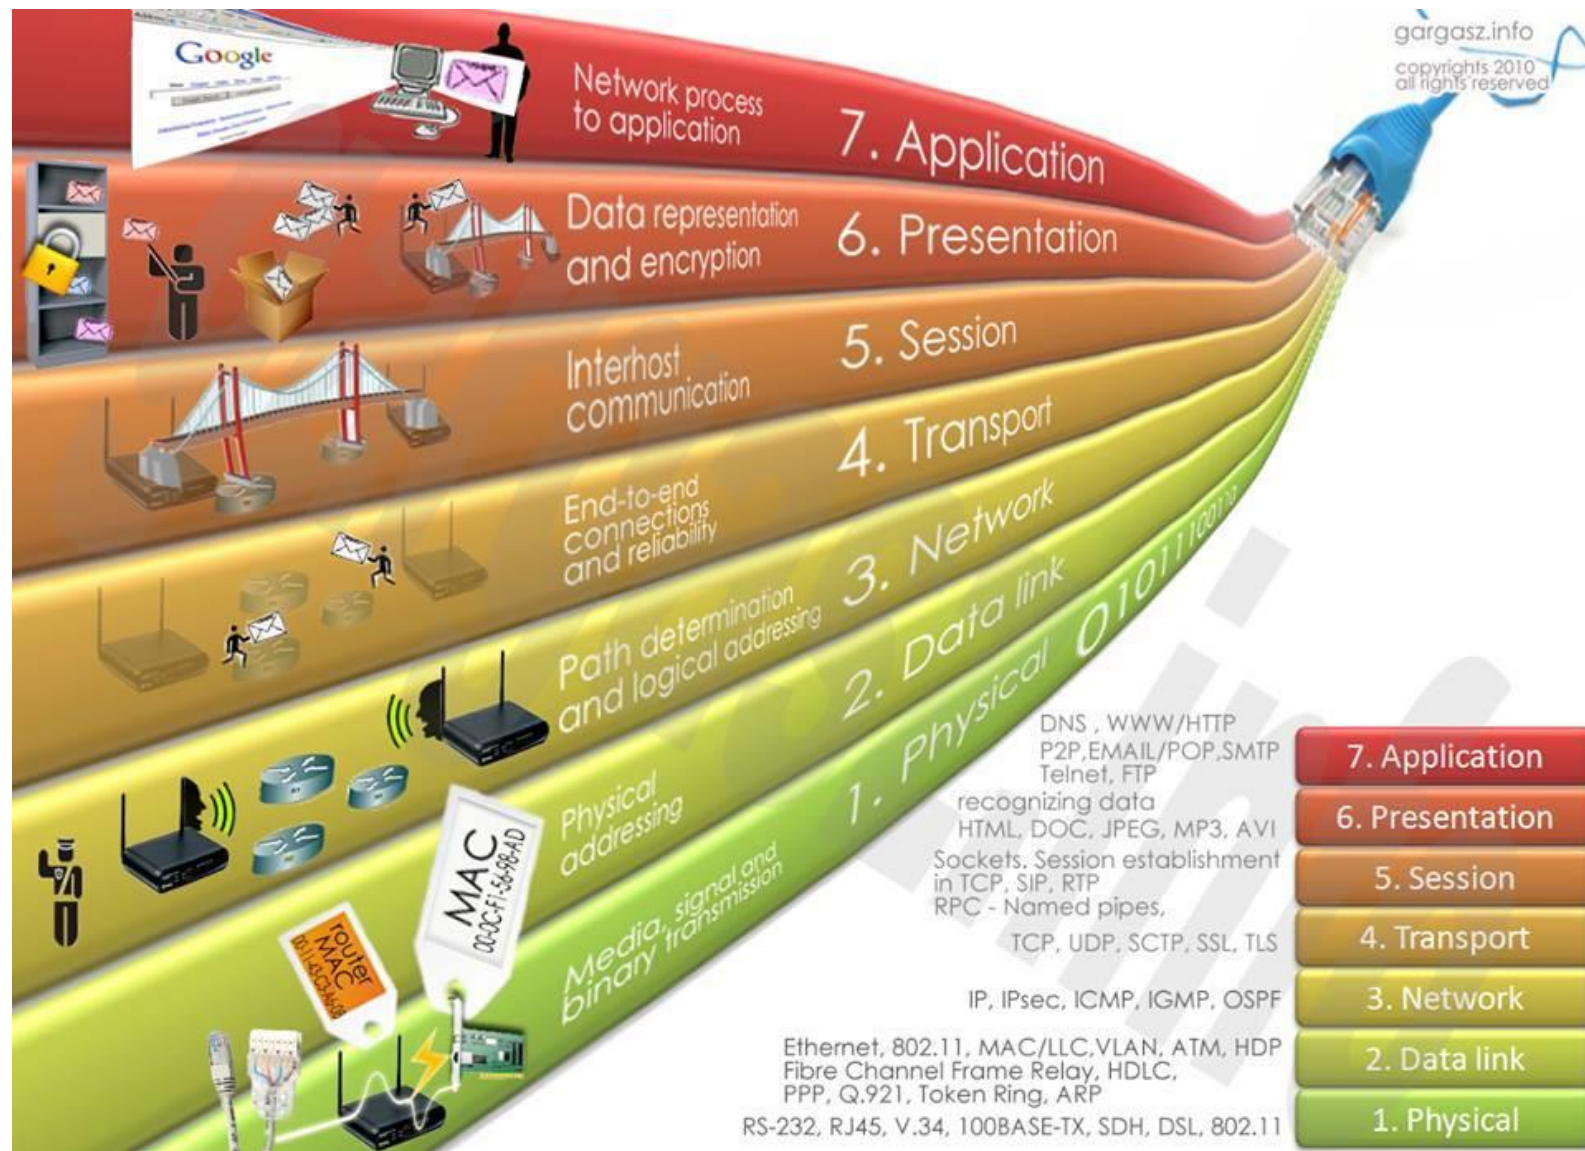 Google
gargasz.info
copyrights 2010
all rights reserved
Network process
to application
7. Application
Data representation
and encryption
6. Presentation
Interhost
communication
5. Session
End-to-end
connections
and reliability
4. Transport
Path determination
and logical addressing
3. Network
Physical
addressing
2. Data link
Media, signal and
binary transmission
1. Physical
MAC
00-0C-F1-56-98-AD
router
MAC
DNS , WWW/HTTP
P2P,EMAIL/POP,SMTP
Telnet, FTP
7. Application
recognizing data
HTML, DOC, JPEG, MP3, AVI
6. Presentation
Sockets. Session establishment
in TCP, SIP, RTP
RPC - Named pipes,
5. Session
TCP, UDP, SCTP, SSL, TLS
4. Transport
IP, IPsec, ICMP, IGMP, OSPF
3. Network
Ethernet, 802.11, MAC/LLC,VLAN, ATM, HDP
Fibre Channel Frame Relay, HDLC,
PPP, Q.921, Token Ring, ARP
2. Data link
RS-232, RJ45, V.34, 100BASE-TX, SDH, DSL, 802.11
1. Physical